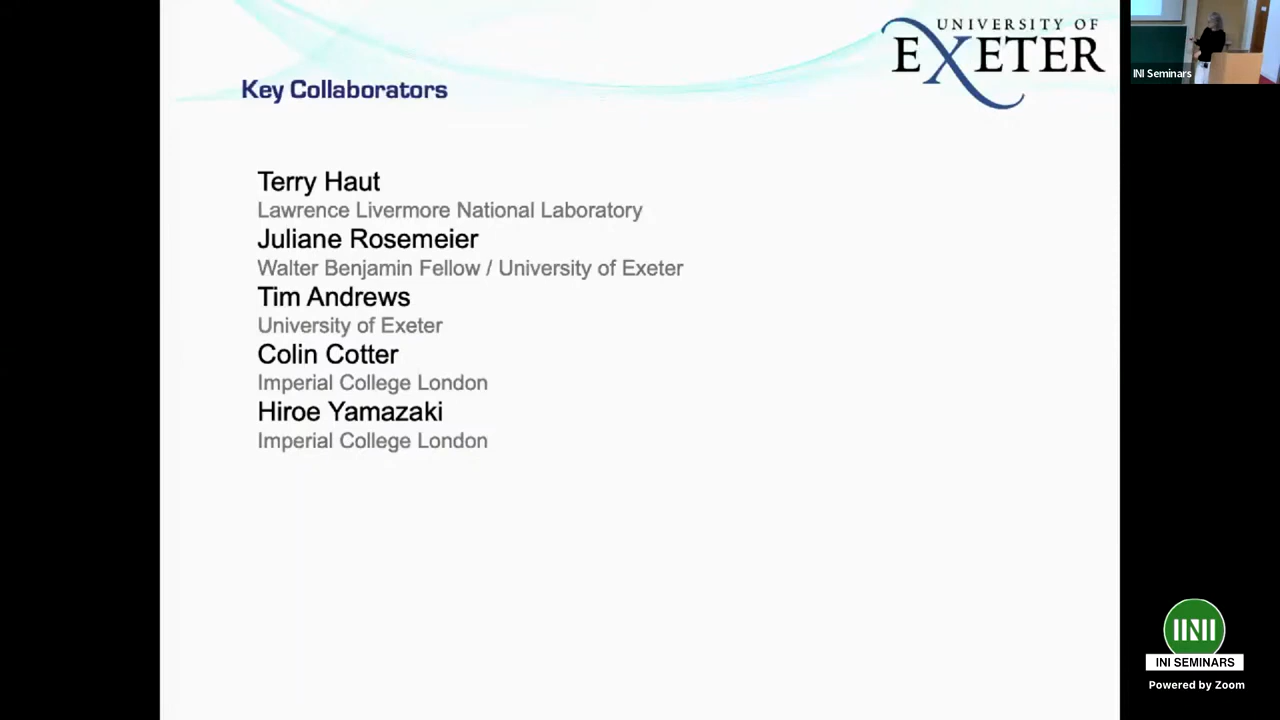 UNIVERSITY OF
EXETER
Key Collaborators
Terry Haut
Lawrence Livermore National Laboratory
Juliane Rosemeier
Walter Benjamin Fellow / University of Exeter
Tim Andrews
University of Exeter
Colin Cotter
Imperial College London
Hiroe Yamazaki
Imperial College London
INI Seminars
INI
INI SEMINARS
Powered by Zoom